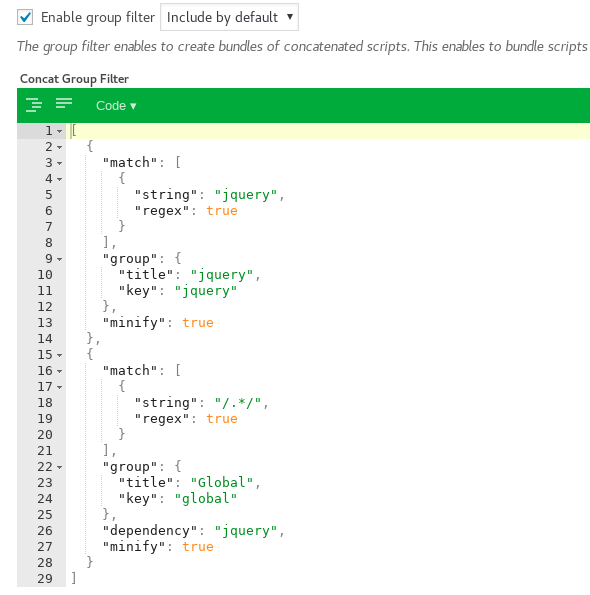 Enable group filter Include by default ▾
The group filter enables to create bundles of concatenated scripts. This enables to bundle scripts
Concat Group Filter
Code ▾
1 [
2 {
3 "match": [
4 {
5 "string": "jquery",
6 "regex": true
7 }
8 ],
9 "group": {
10 "title": "jquery",
11 "key": "jquery"
12 },
13 "minify": true
14 },
15 {
16 "match": [
17 {
18 "string": "/.*/",
19 "regex": true
20 }
21 ],
22 "group": {
23 "title": "Global",
24 "key": "global"
25 },
26 "dependency": "jquery",
27 "minify": true
28 }
29 ]